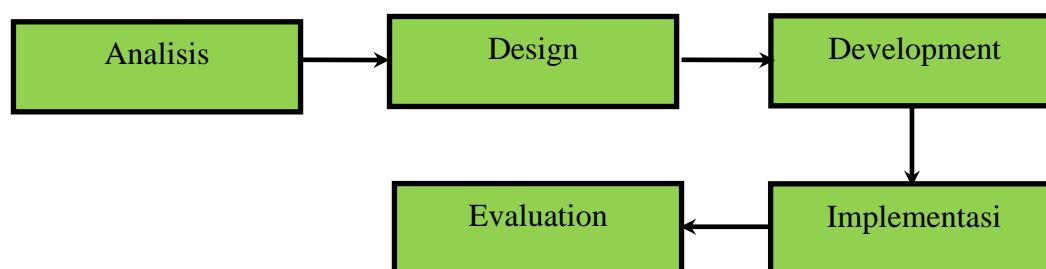 Analisis
Design
Development
Implementasi
Evaluation